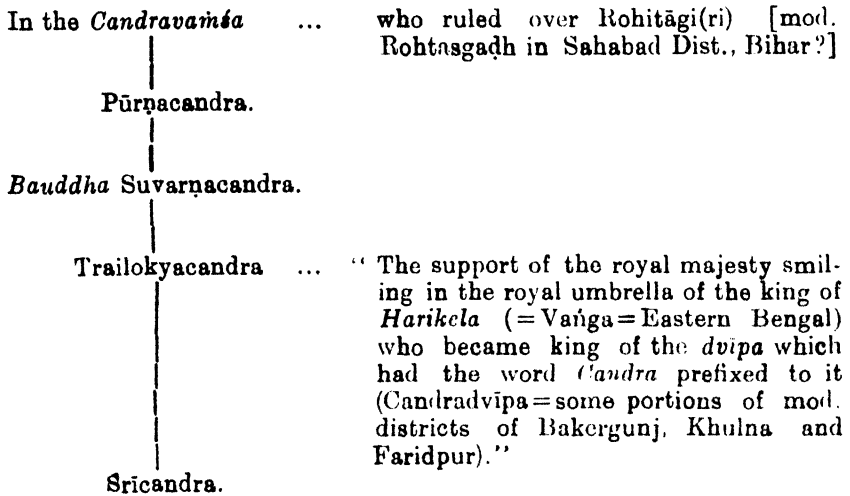 In the Candravaṁśa ... who ruled over Rohitāgi(ri) [mod.
Rohtasgaḍh in Sahabad Dist., Bihar?]
Pūrṇacandra.
Bauddha Suvarṇacandra.
Trailokyacandra ... "The support of the royal majesty smil-
ing in the royal umbrella of the king of
Harikela (=Vaṅga=Eastern Bengal)
who became king of the dvīpa which
had the word Candra prefixed to it
(Candradvīpa=some portions of mod.
districts of Bakergunj, Khulna and
Faridpur)."
Śrīcandra.